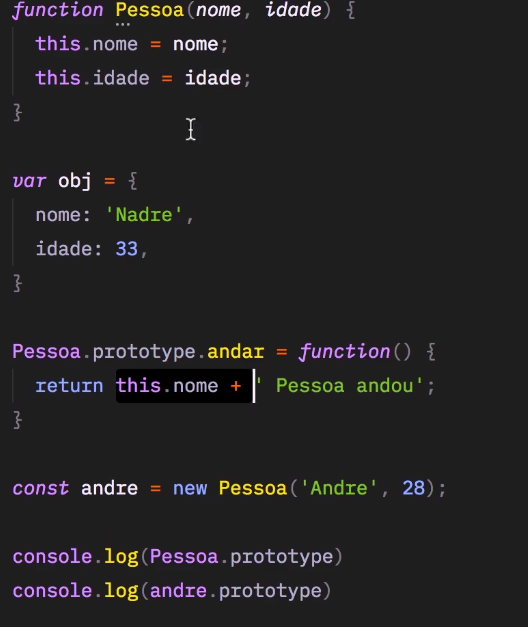 function Pessoa(nome, idade) {
  this.nome = nome;
  this.idade = idade;
}
var obj = {
  nome: 'Nadre',
  idade: 33,
}
Pessoa.prototype.andar = function() {
  return this.nome + ' Pessoa andou';
}
const andre = new Pessoa('Andre', 28);
console.log(Pessoa.prototype)
console.log(andre.prototype)